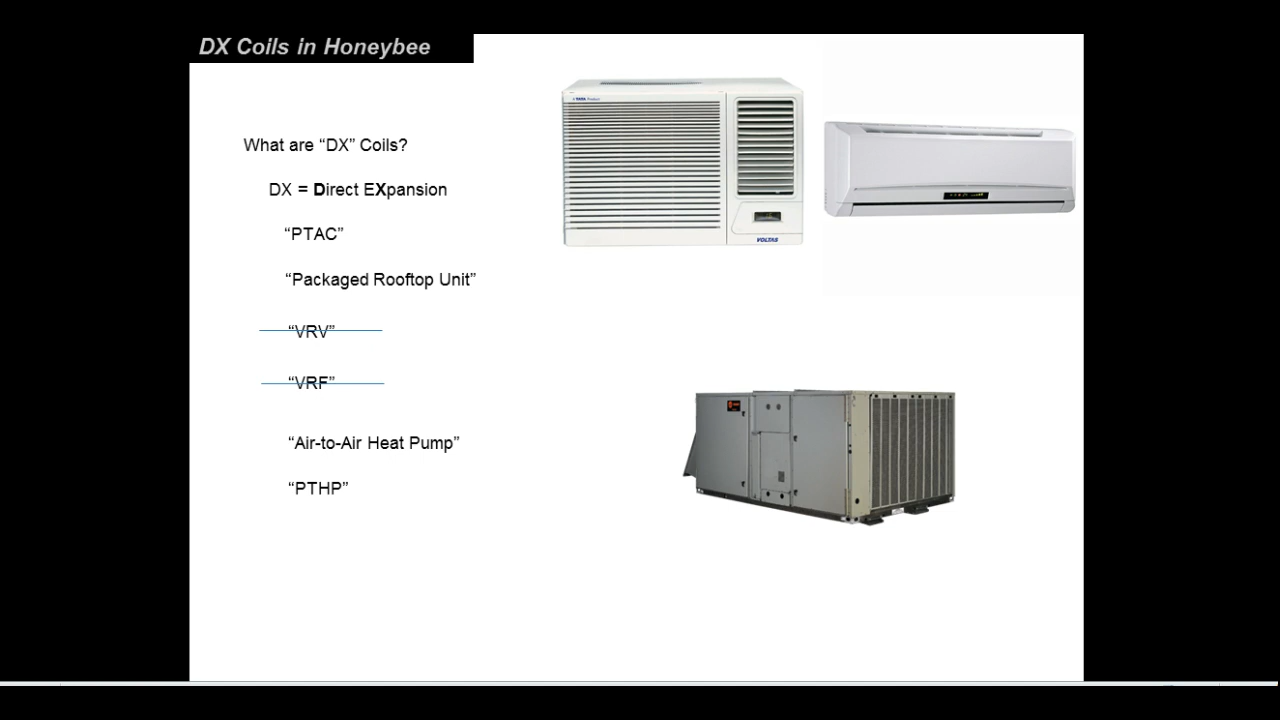 DX Coils in Honeybee
What are “DX” Coils?
DX = Direct EXpansion
“PTAC”
“Packaged Rooftop Unit”
“VRV”
“VRF”
“Air-to-Air Heat Pump”
“PTHP”
VOLTAS